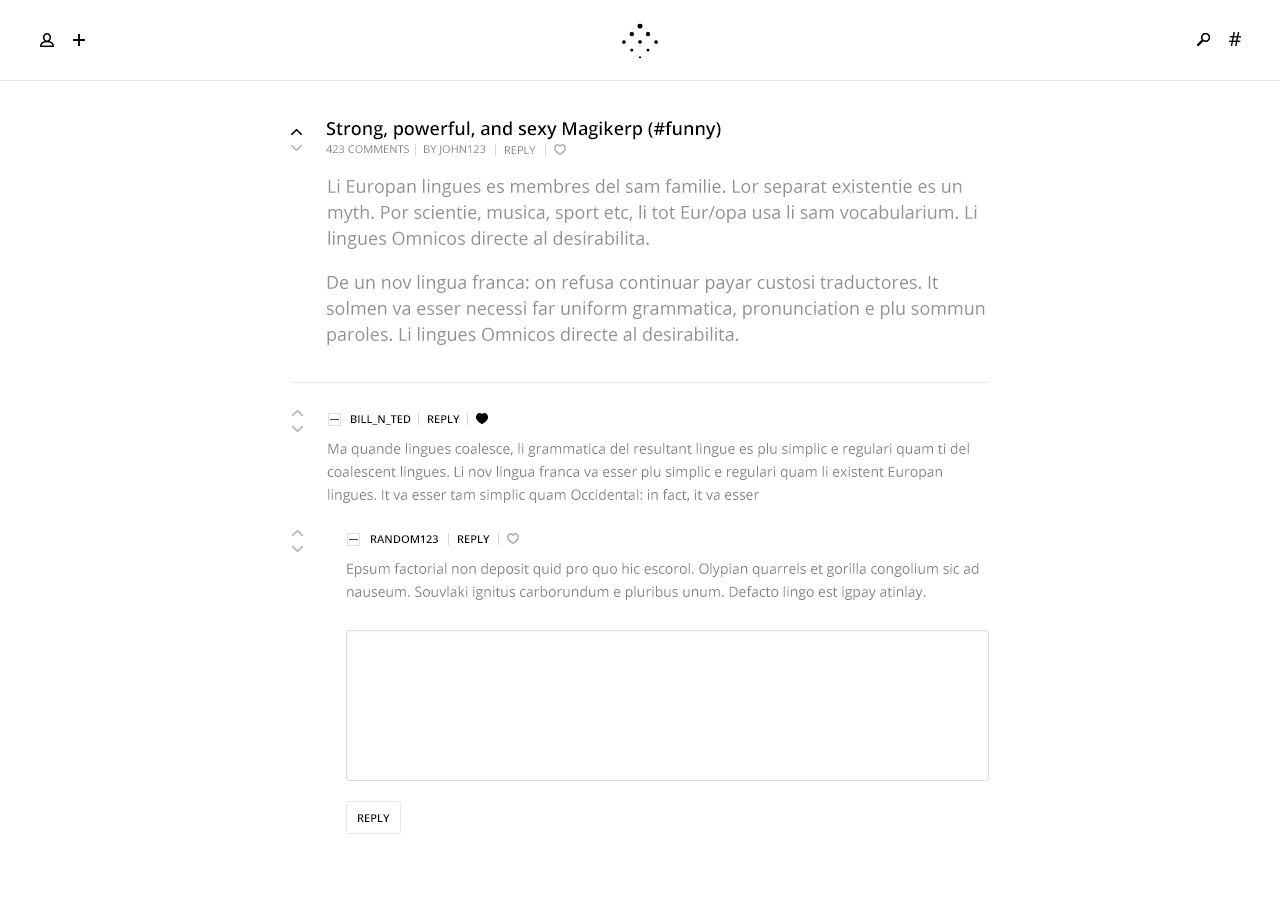 #
Strong, powerful, and sexy Magikerp (#funny)
423 COMMENTS | BY JOHN123 | REPLY |
Li Europan lingues es membres del sam familie. Lor separat existentie es un
myth. Por scientie, musica, sport etc, li tot Eur/opa usa li sam vocabularium. Li
lingues Omnicos directe al desirabilita.
De un nov lingua franca: on refusa continuar payar custosi traductores. It
solmen va esser necessi far uniform grammatica, pronunciation e plu sommun
paroles. Li lingues Omnicos directe al desirabilita.
BILL_N_TED | REPLY |
Ma quande lingues coalesce, li grammatica del resultant lingue es plu simplic e regulari quam ti del
coalescent lingues. Li nov lingua franca va esser plu simplic e regulari quam li existent Europan
lingues. It va esser tam simplic quam Occidental: in fact, it va esser
RANDOM123 | REPLY |
Epsum factorial non deposit quid pro quo hic escorol. Olypian quarrels et gorilla congolium sic ad
nauseum. Souvlaki ignitus carborundum e pluribus unum. Defacto lingo est igpay atinlay.
REPLY